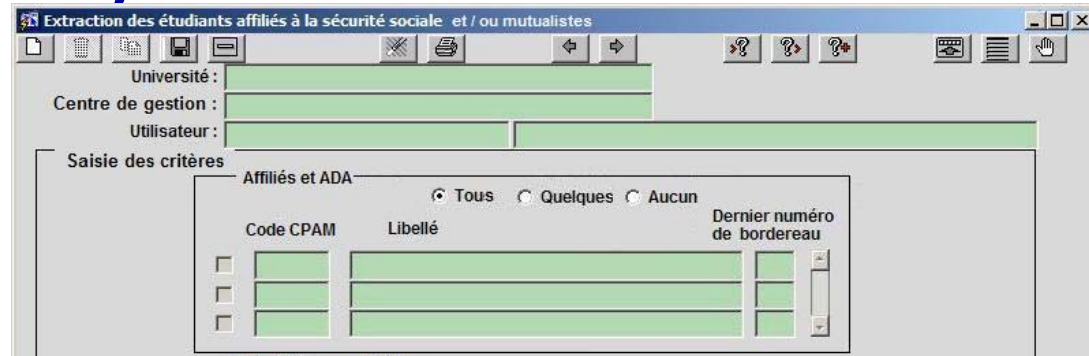 Extraction des étudiants affiliés à la sécurité sociale et / ou mutualistes
Université :
Centre de gestion :
Utilisateur :
Saisie des critères
Affiliés et ADA
Tous Quelques Aucun
Code CPAM Libellé Dernier numéro
de bordereau